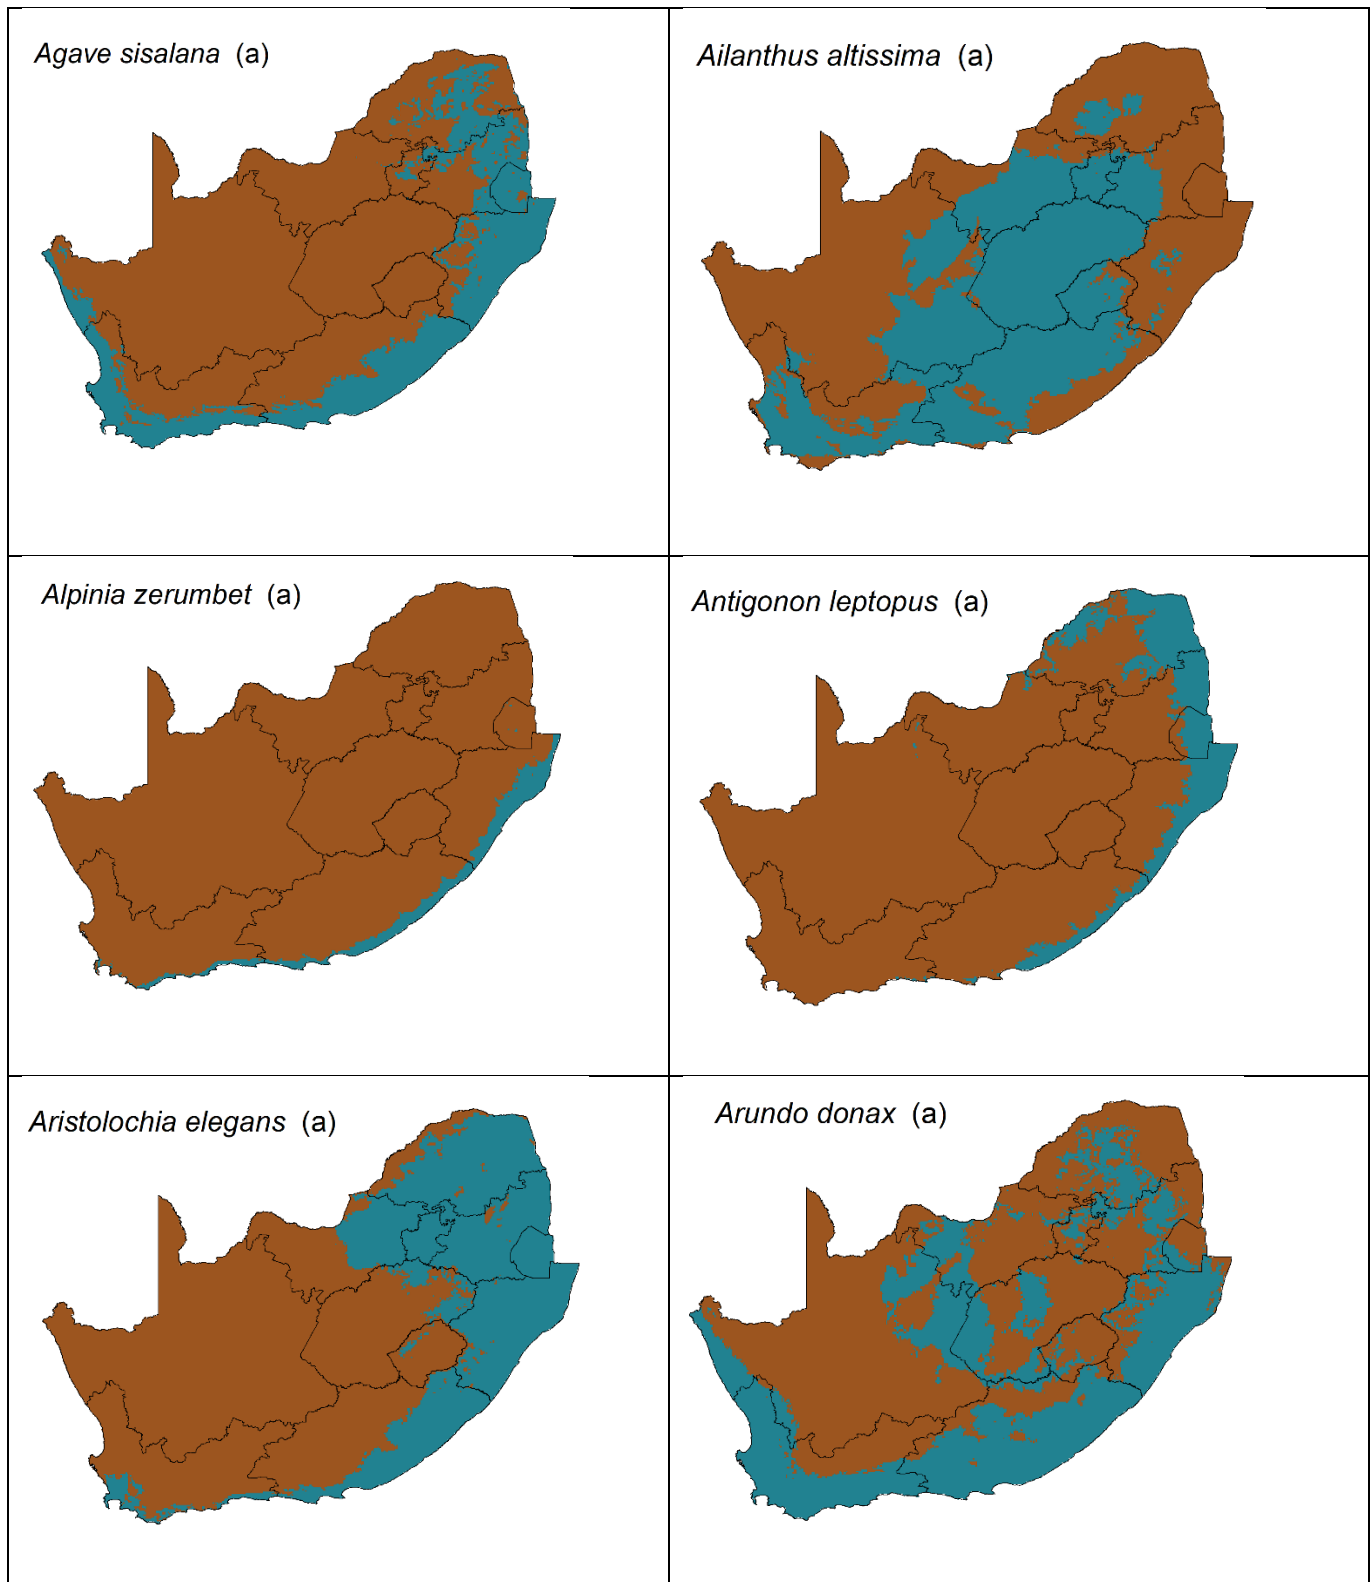 Agave sisalana (a)
Ailanthus altissima (a)
Alpinia zerumbet (a)
Antigonon leptopus (a)
Aristolochia elegans (a)
Arundo donax (a)